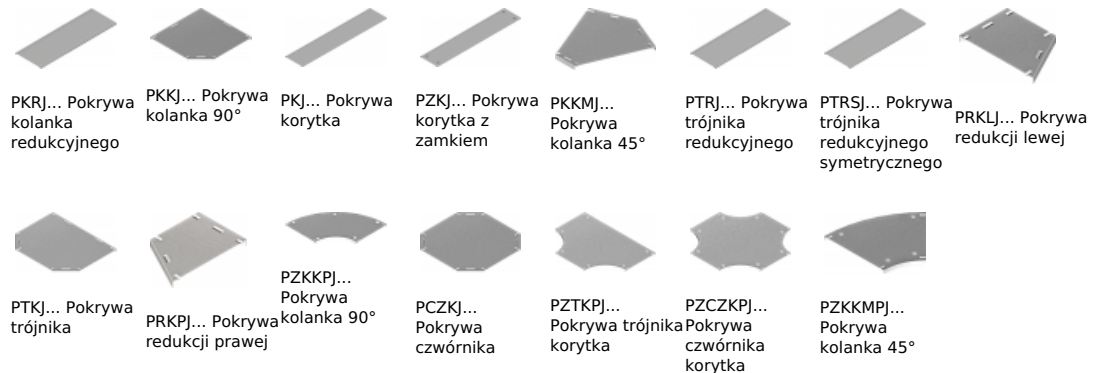 PKRJ... Pokrywa
kolanka
redukcyjnego
PKKJ... Pokrywa
kolanka 90°
PKJ... Pokrywa
korytka
PZKJ... Pokrywa
korytka z
zamkiem
PKKMJ...
Pokrywa
kolanka 45°
PTRJ... Pokrywa
trójnika
redukcyjnego
PTRSJ... Pokrywa
trójnika
redukcyjnego
symetrycznego
PRKLJ... Pokrywa
redukcji lewej
PTKJ... Pokrywa
trójnika
PRKPJ... Pokrywa
redukcji prawej
PZKKPJ...
Pokrywa
kolanka 90°
PCZKJ...
Pokrywa
czwórnika
PZTKPJ...
Pokrywa trójnika
korytka
PZCZKPJ...
Pokrywa
czwórnika
korytka
PZKKMPJ...
Pokrywa
kolanka 45°